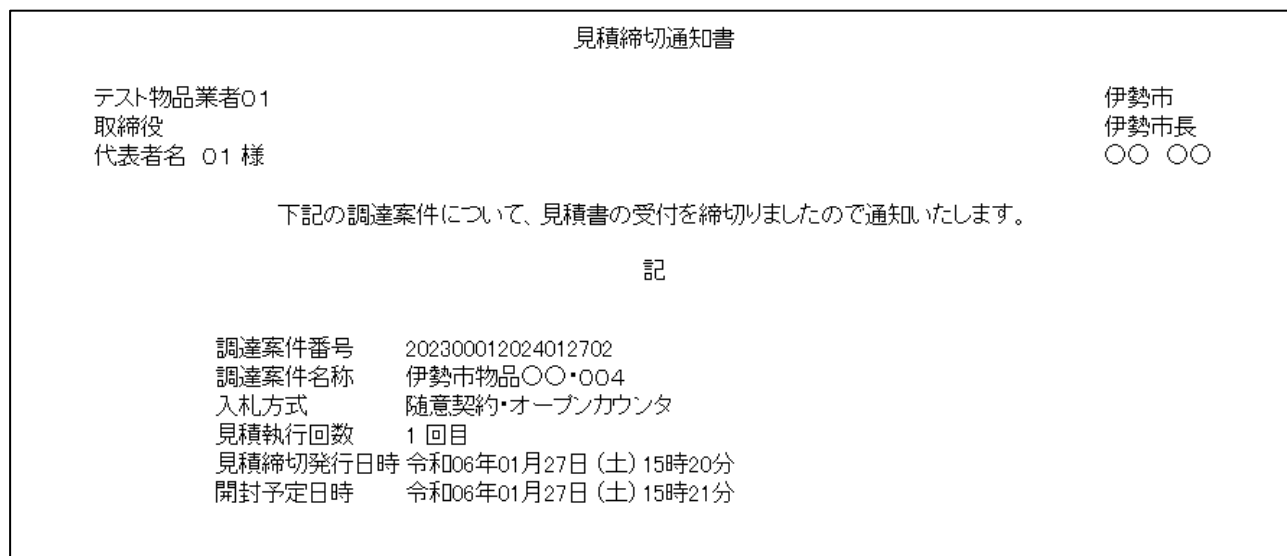 見積締切通知書
テスト物品業者01
伊勢市
取締役
伊勢市長
代表者名 01 様
○○ ○○
下記の調達案件について、見積書の受付を締切りましたので通知いたします。
記
調達案件番号 202300012024012702
調達案件名称 伊勢市物品○○・004
入札方式 随意契約・オープンカウンタ
見積執行回数 1 回目
見積締切発行日時 令和06年01月27日 (土) 15時20分
開封予定日時 令和06年01月27日 (土) 15時21分